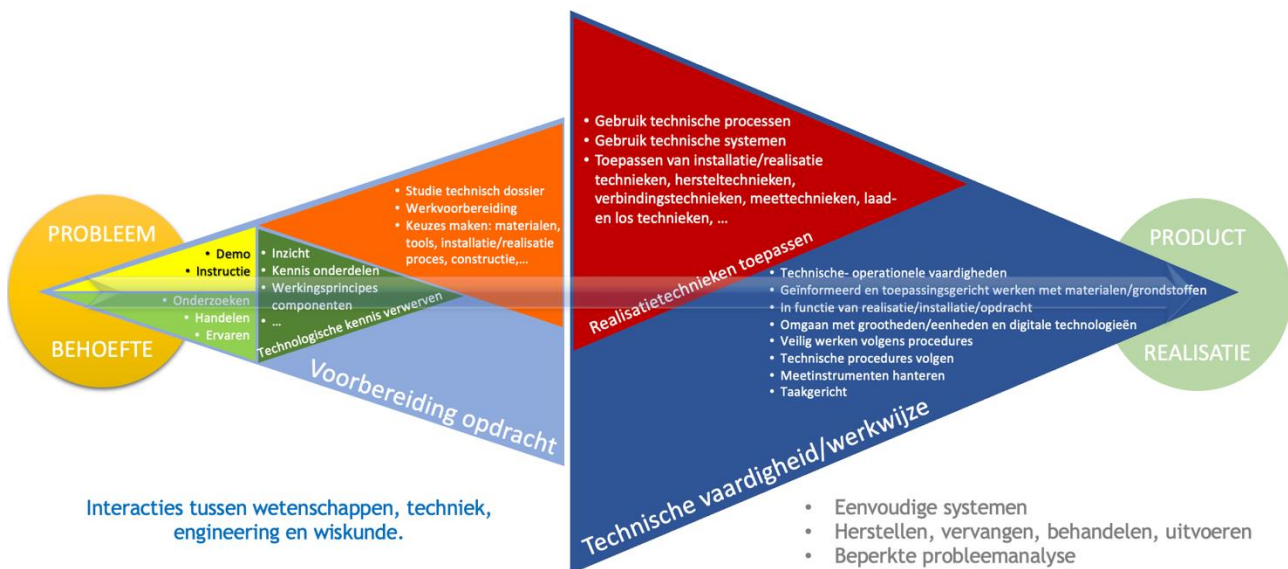 PROBLEEM
BEHOEFTE
• Demo
• Instructie
• Onderzoeken
• Handelen
• Ervaren
• Inzicht
• Kennis onderdelen
• Werkingsprincipes
componenten
• ...
Technologische kennis verwerven
• Studie technisch dossier
• Werkvoorbereiding
• Keuzes maken: materialen,
tools, installatie/realisatie
proces, constructie,...
Voorbereiding opdracht
• Gebruik technische processen
• Gebruik technische systemen
• Toepassen van installatie/realisatie
technieken, hersteltechnieken,
verbindingstechnieken, meettechnieken, laad-
en los technieken, ...
Realisatietechnieken toepassen
• Technische- operationele vaardigheden
• Geïnformeerd en toepassingsgericht werken met materialen/grondstoffen
• In functie van realisatie/installatie/opdracht
• Omgaan met grootheden/eenheden en digitale technologieën
• Veilig werken volgens procedures
• Technische procedures volgen
• Meetinstrumenten hanteren
• Taakgericht
Technische vaardigheid/werkwijze
PRODUCT
REALISATIE
Interacties tussen wetenschappen, techniek,
engineering en wiskunde.
• Eenvoudige systemen
• Herstellen, vervangen, behandelen, uitvoeren
• Beperkte probleemanalyse